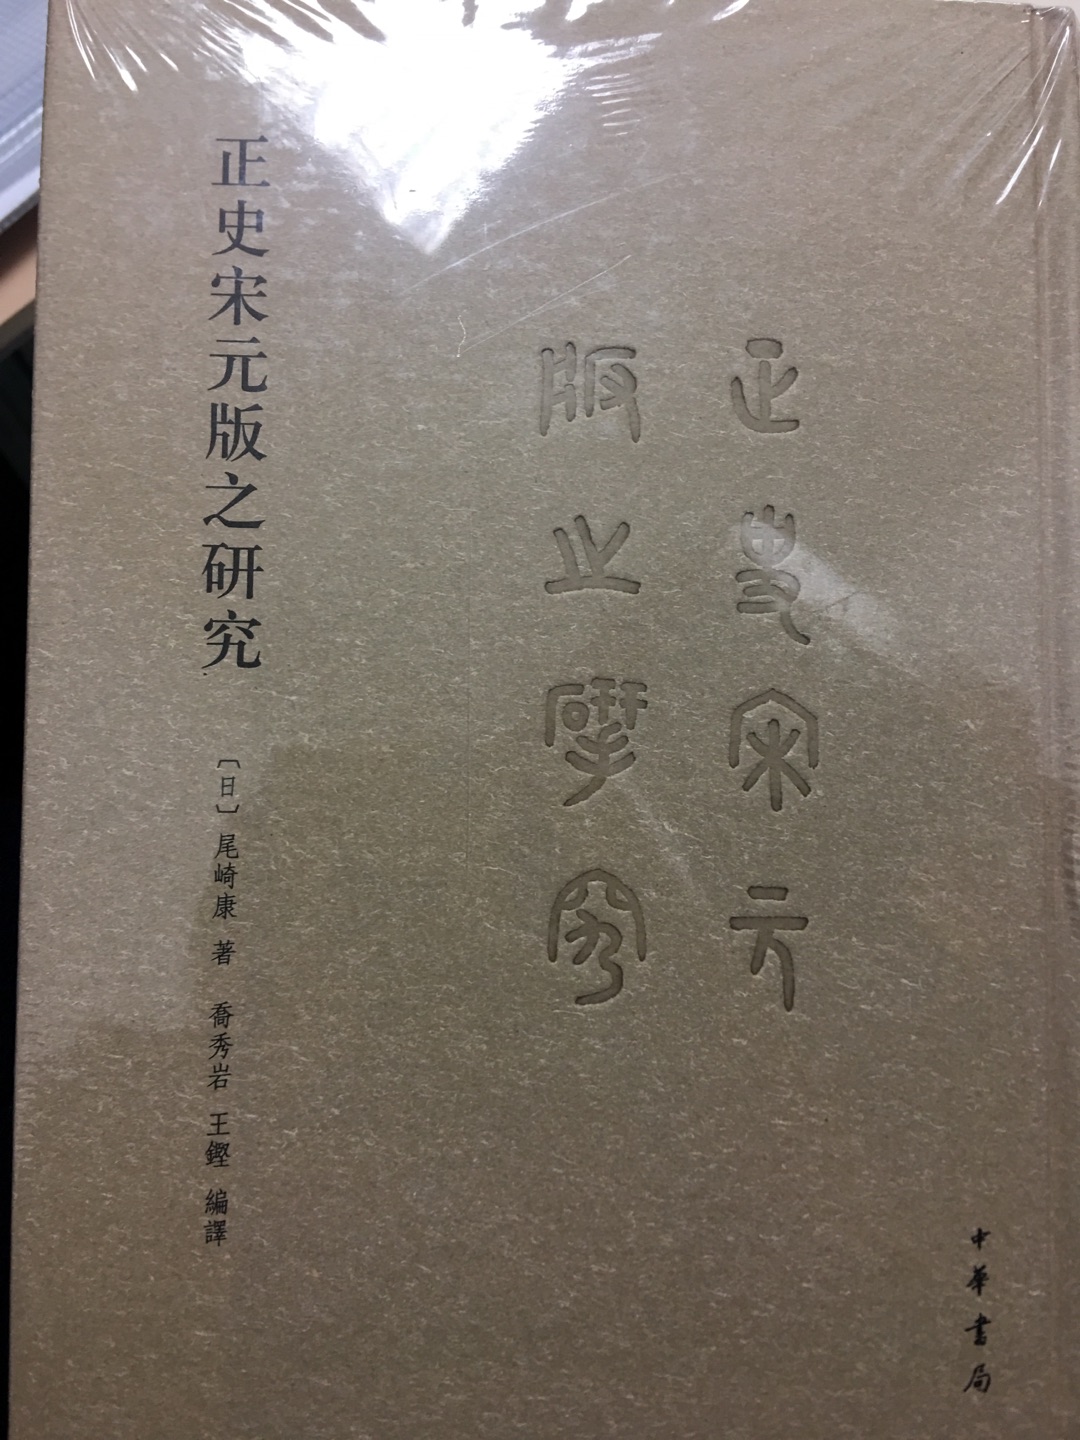 正史宋元
版之揅究
正史宋元版之研究
〔日〕尾崎康 著 喬秀岩 王鏗 編譯
中華書局